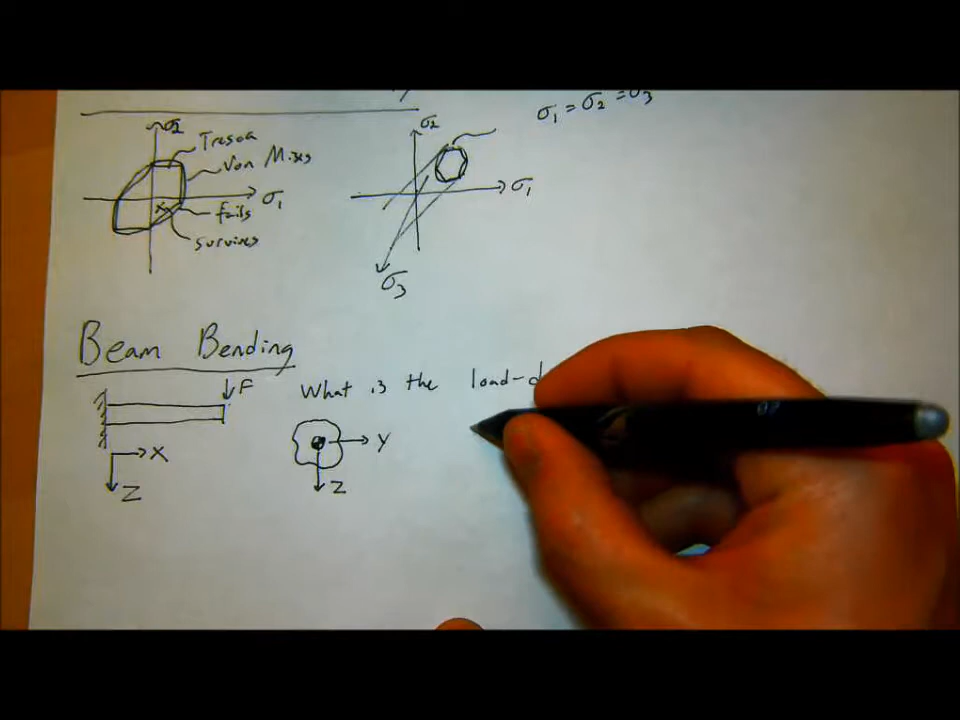 σ1 = σ2 = σ3
σ2
Tresca
Von Mises
σ1
fails
survives
σ2
σ1
σ3
Beam Bending
F
X
Z
What is the load-d
Y
Z